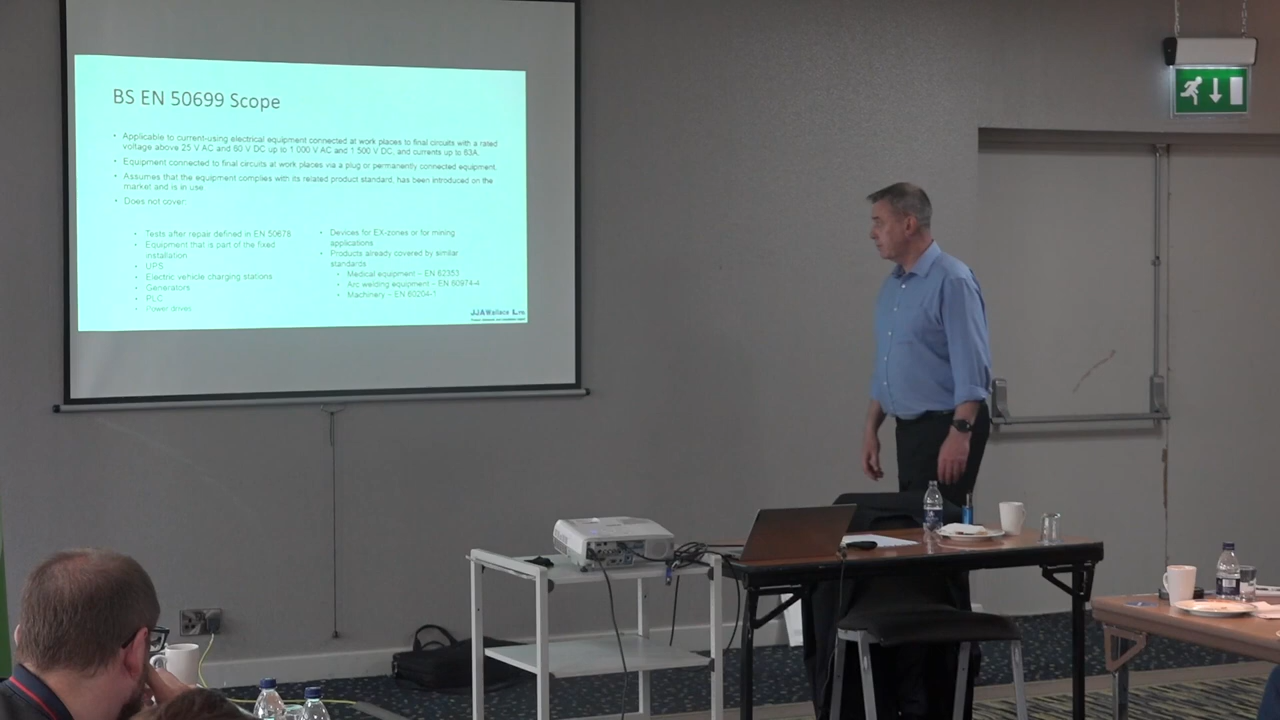 BS EN 50699 Scope
• Applicable to current-using electrical equipment connected at work places to final circuits with a rated
voltage above 25 V AC and 60 V DC up to 1 000 V AC and 1 500 V DC, and currents up to 63A.
• Equipment connected to final circuits at work places via a plug or permanently connected equipment.
• Assumes that the equipment complies with its related product standard, has been introduced on the
market and is in use
• Does not cover:
• Tests after repair defined in EN 50678
• Equipment that is part of the fixed
installation
• UPS
• Electric vehicle charging stations
• Generators
• PLC
• Power drives
• Devices for EX-zones or for mining
applications
• Products already covered by similar
standards
• Medical equipment – EN 62353
• Arc welding equipment – EN 60974-4
• Machinery – EN 60204-1
JJAWallace LTD